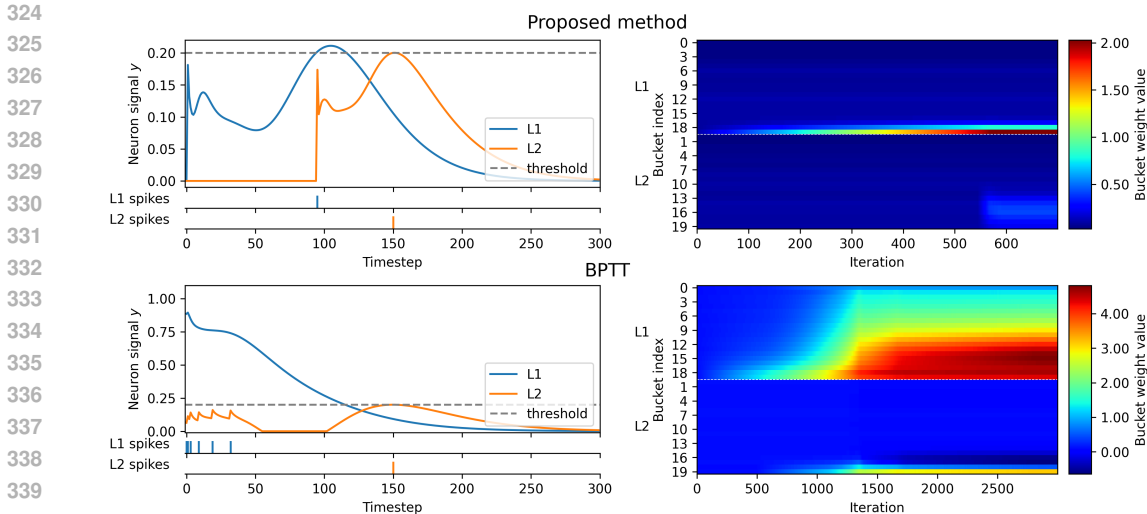 324
325
326
327
328
329
330
331
332
333
334
335
336
337
338
339
Proposed method
Neuron signal y
0.20
0.15
0.10
0.05
0.00
L1
L2
threshold
L1 spikes
L2 spikes
0 50 100 150 200 250 300
Timestep
L1
L2
Bucket index
0
3
6
9
12
15
18
1
4
7
10
13
16
19
0 100 200 300 400 500 600
Iteration
2.00
1.50
1.00
0.50
Bucket weight value
BPTT
Neuron signal y
1.00
0.75
0.50
0.25
0.00
L1
L2
threshold
L1 spikes
L2 spikes
0 50 100 150 200 250 300
Timestep
L1
L2
Bucket index
0
3
6
9
12
15
18
1
4
7
10
13
16
19
0 500 1000 1500 2000 2500
Iteration
4.00
3.00
2.00
1.00
0.00
Bucket weight value